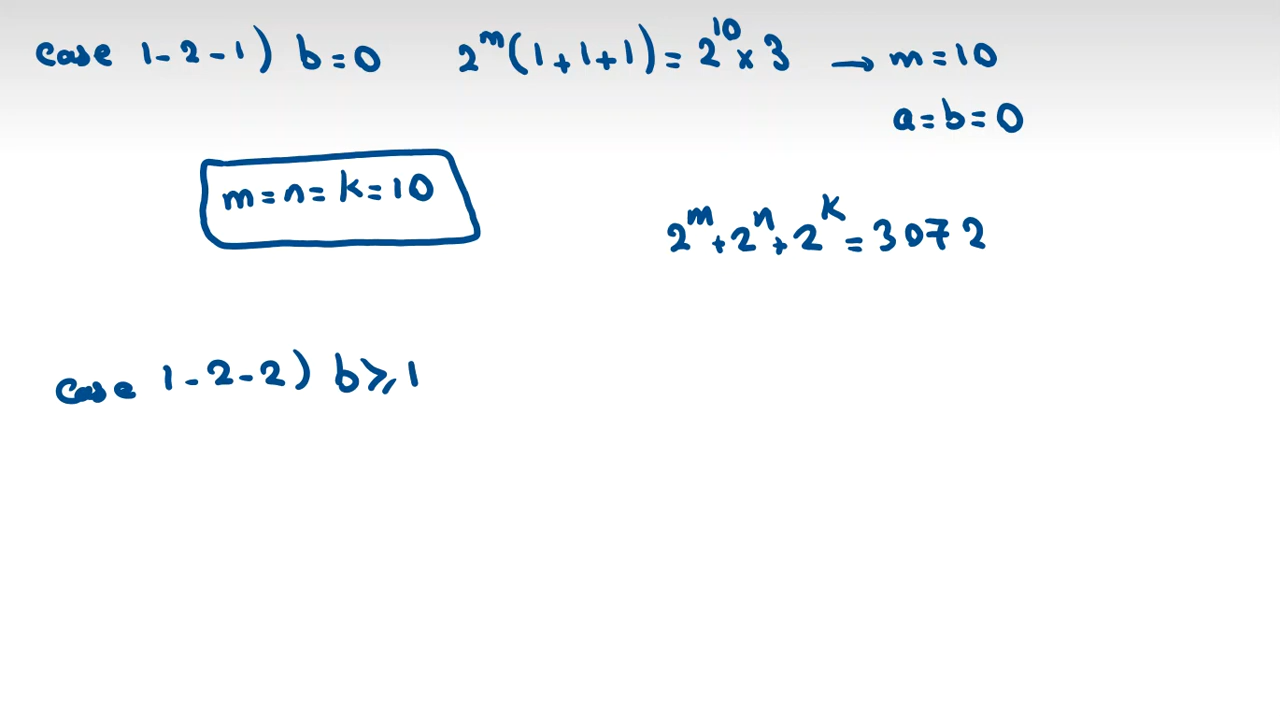 case 1-2-1) b=0 2^m(1+1+1)=2^10×3 → m=10
a=b=0
m=n=k=10
2^m+2^n+2^k=3072
case 1-2-2) b⩾1